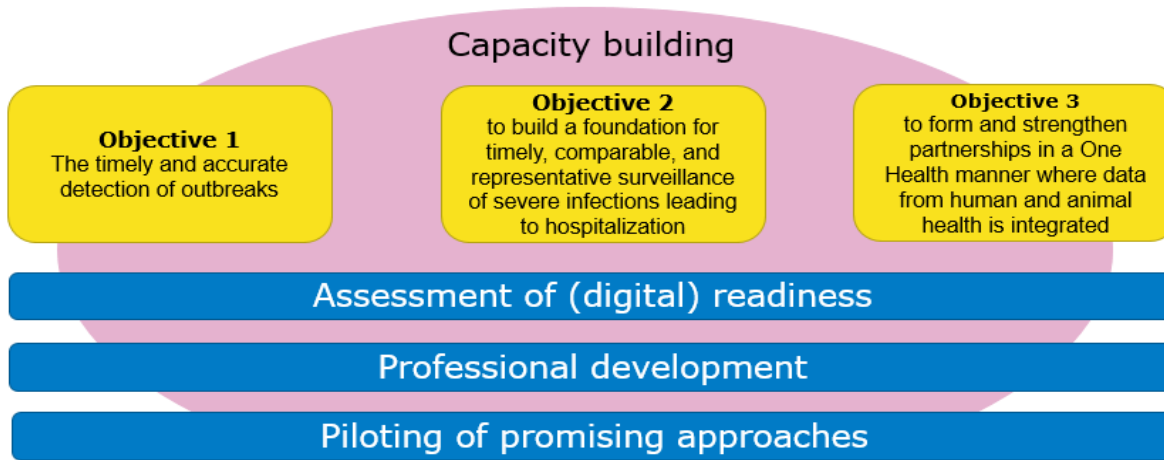 Capacity building
Objective 1
The timely and accurate
detection of outbreaks
Objective 2
to build a foundation for
timely, comparable, and
representative surveillance
of severe infections leading
to hospitalization
Objective 3
to form and strengthen
partnerships in a One
Health manner where data
from human and animal
health is integrated
Assessment of (digital) readiness
Professional development
Piloting of promising approaches